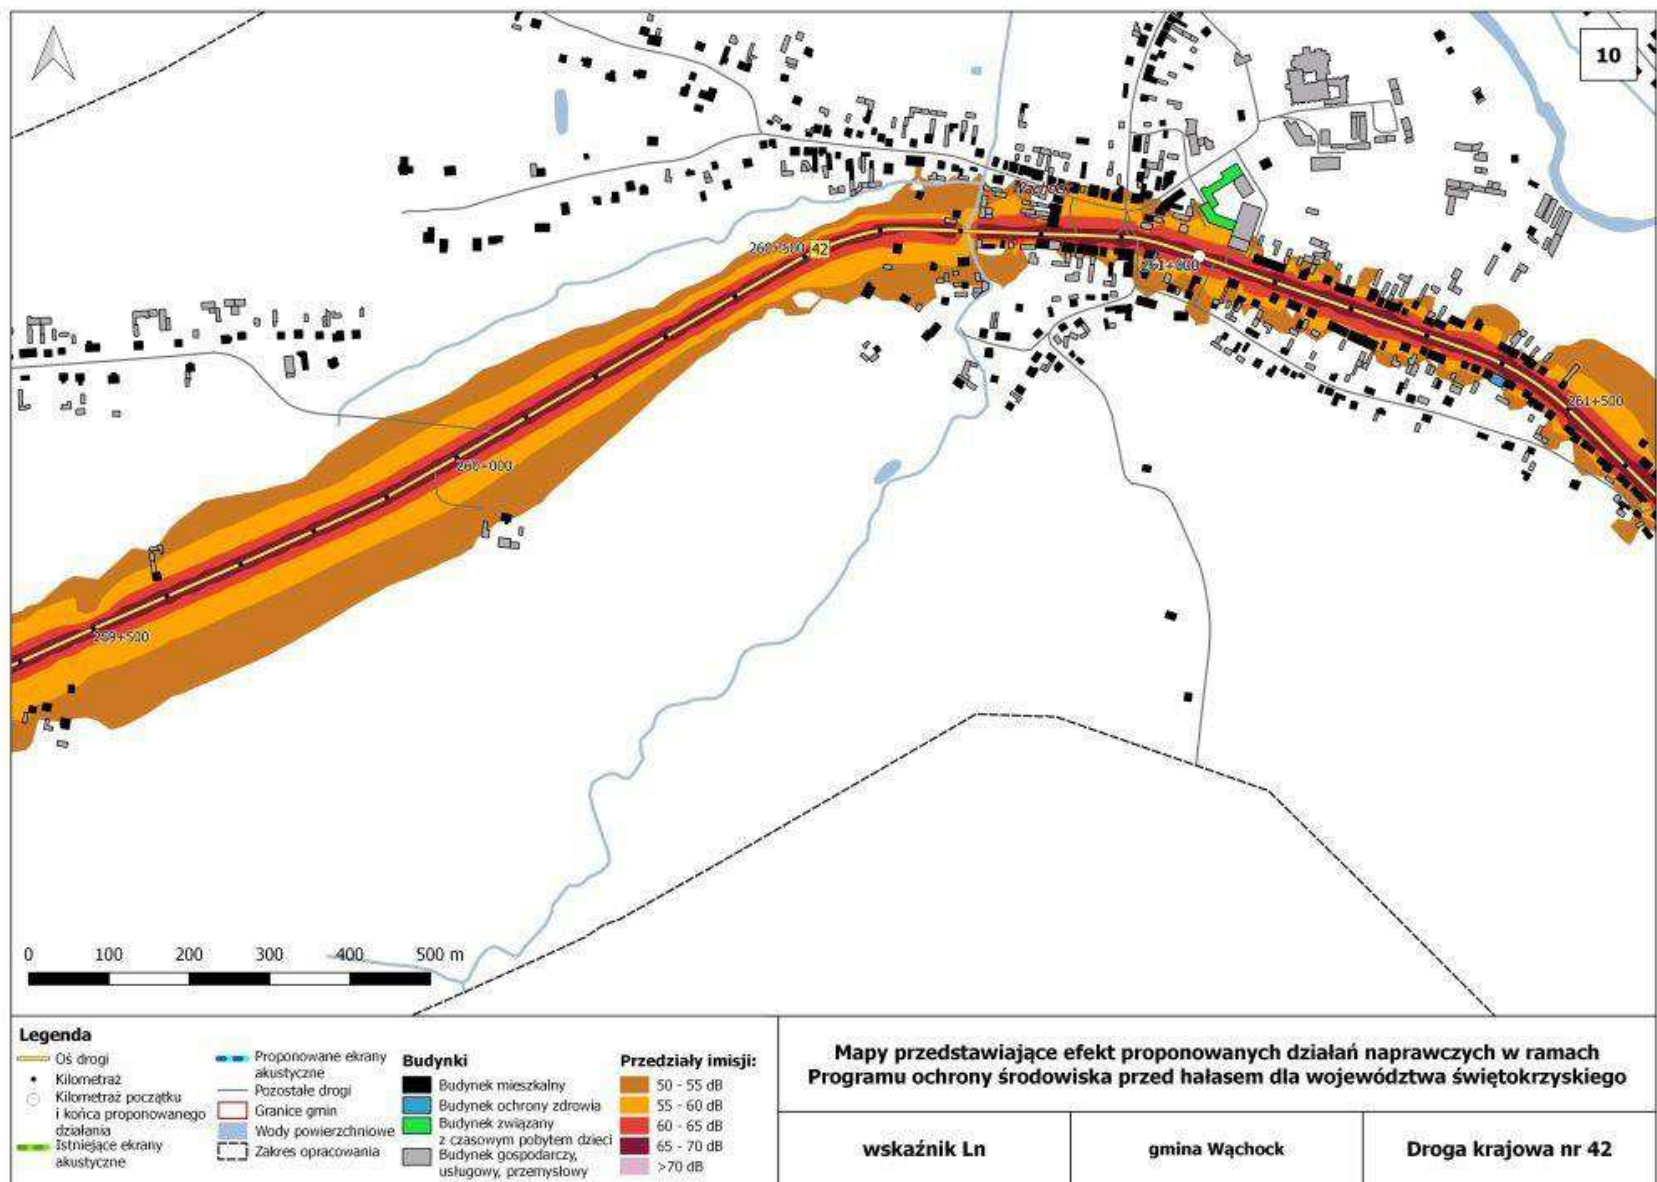 10
Wąchock
260+500
42
261+000
261+500
260+000
259+500
0 100 200 300 400 500 m
Legenda
Oś drogi
Kilometraż
Kilometraż początku
i końca proponowanego
działania
Istniejące ekrany
akustyczne
Proponowane ekrany
akustyczne
Pozostałe drogi
Granice gmin
Wody powierzchniowe
Zakres opracowania
Budynki
Budynek mieszkalny
Budynek ochrony zdrowia
Budynek związany
z czasowym pobytem dzieci
Budynek gospodarczy,
usługowy, przemysłowy
Przedziały imisji:
50 - 55 dB
55 - 60 dB
60 - 65 dB
65 - 70 dB
>70 dB
Mapy przedstawiające efekt proponowanych działań naprawczych w ramach
Programu ochrony środowiska przed hałasem dla województwa świętokrzyskiego
wskaźnik Ln
gmina Wąchock
Droga krajowa nr 42